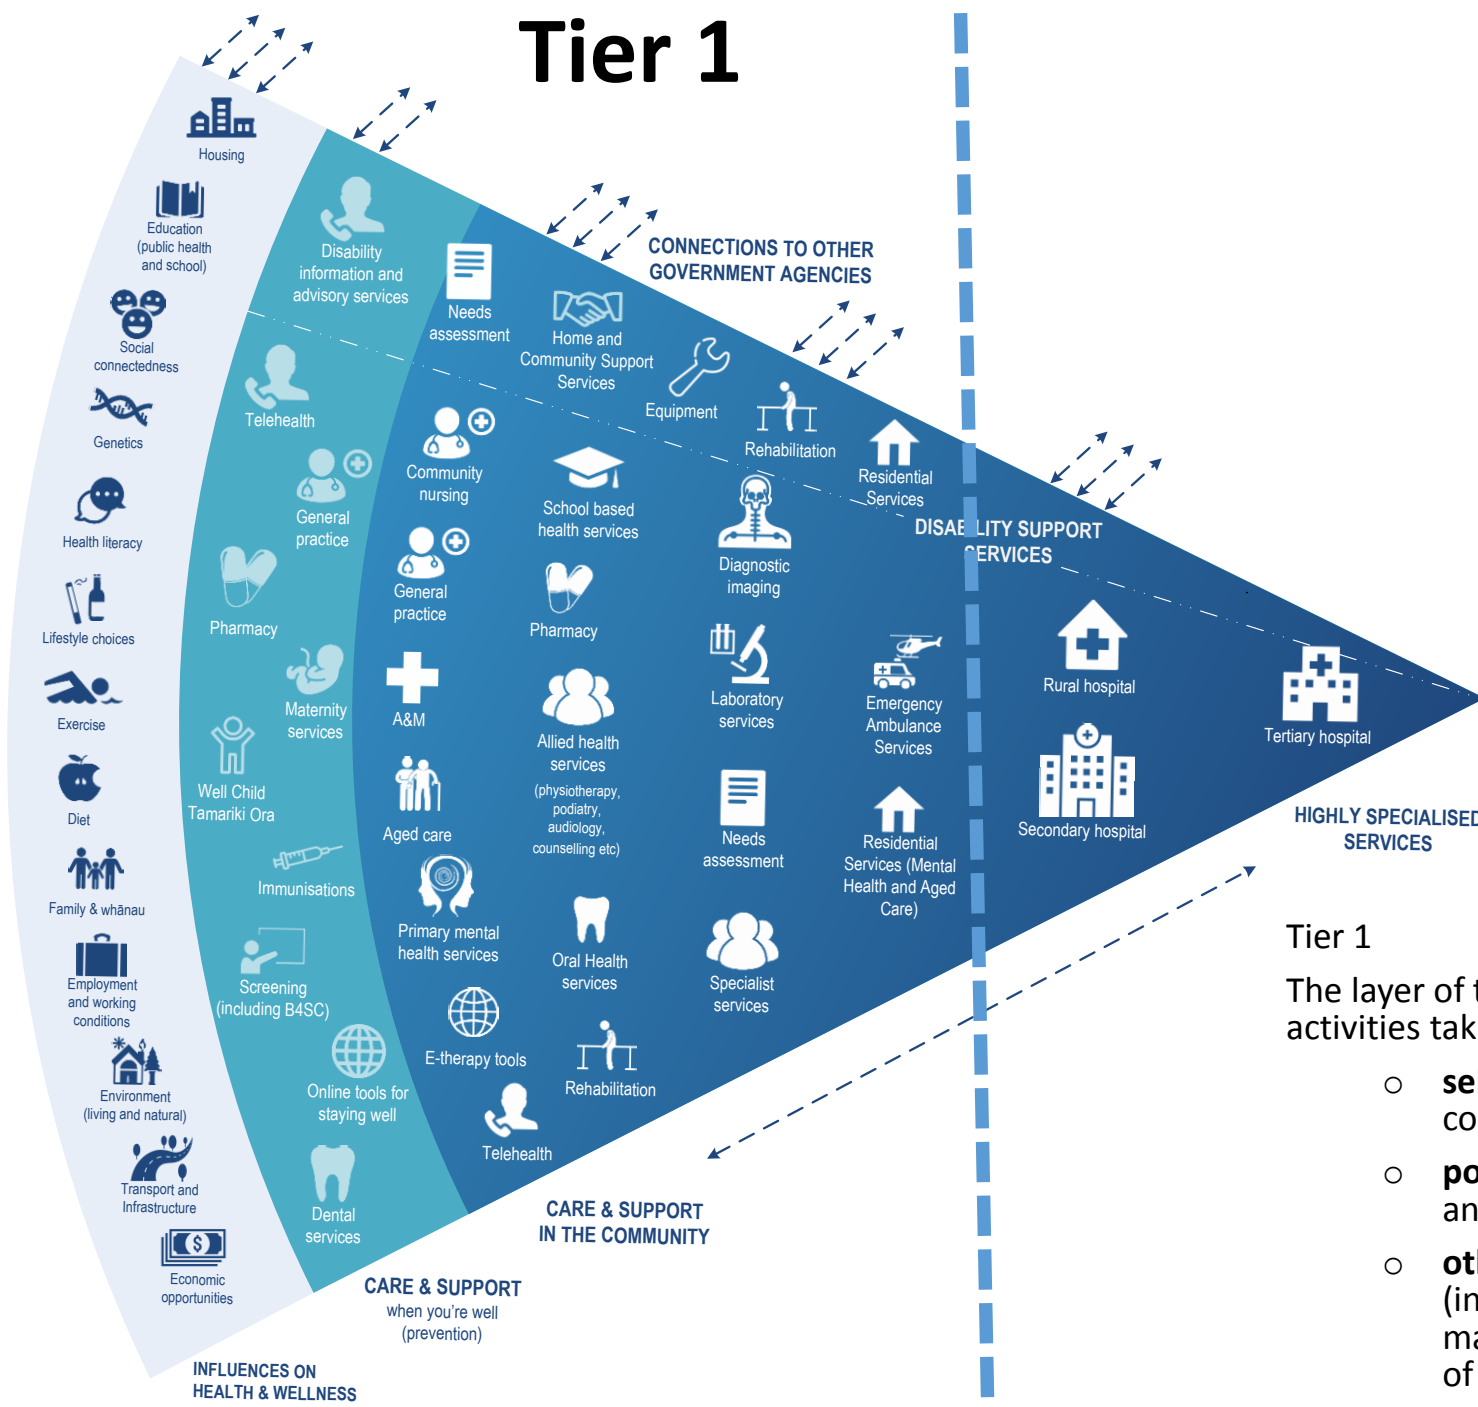 Tier 1
Housing
Education
(public health
and school)
Social
connectedness
Genetics
Health literacy
Lifestyle choices
Exercise
Diet
Family & whānau
Employment
and working
conditions
Environment
(living and natural)
Transport and
Infrastructure
$
Economic
opportunities
INFLUENCES ON
HEALTH & WELLNESS
Disability
information and
advisory services
Telehealth
General
practice
Pharmacy
Maternity
services
Well Child
Tamariki Ora
Immunisations
Screening
(including B4SC)
Online tools for
staying well
Dental
services
CARE & SUPPORT
when you're well
(prevention)
Needs
assessment
Home and
Community Support
Services
Equipment
Rehabilitation
Residential
Services
CONNECTIONS TO OTHER
GOVERNMENT AGENCIES
DISABILITY SUPPORT
SERVICES
Community
nursing
General
practice
A&M
Aged care
Primary mental
health services
E-therapy tools
Telehealth
School based
health services
Pharmacy
Allied health
services
(physiotherapy,
podiatry,
audiology,
counselling etc)
Oral Health
services
Rehabilitation
Diagnostic
imaging
Laboratory
services
Needs
assessment
Specialist
services
Emergency
Ambulance
Services
Residential
Services (Mental
Health and Aged
Care)
CARE & SUPPORT
IN THE COMMUNITY
Rural hospital
Secondary hospital
Tertiary hospital
HIGHLY SPECIALISED
SERVICES
Tier 1
The layer of
activities
(in
of